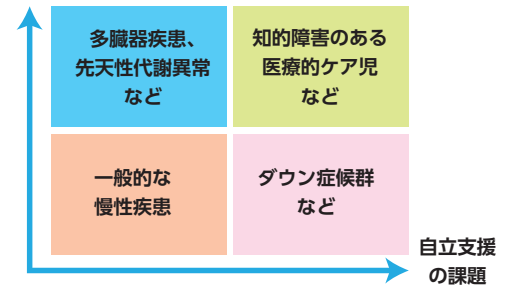 多臓器疾患、
先天性代謝異常
など
知的障害のある
医療的ケア児
など
一般的な
慢性疾患
ダウン症候群
など
自立支援
の課題